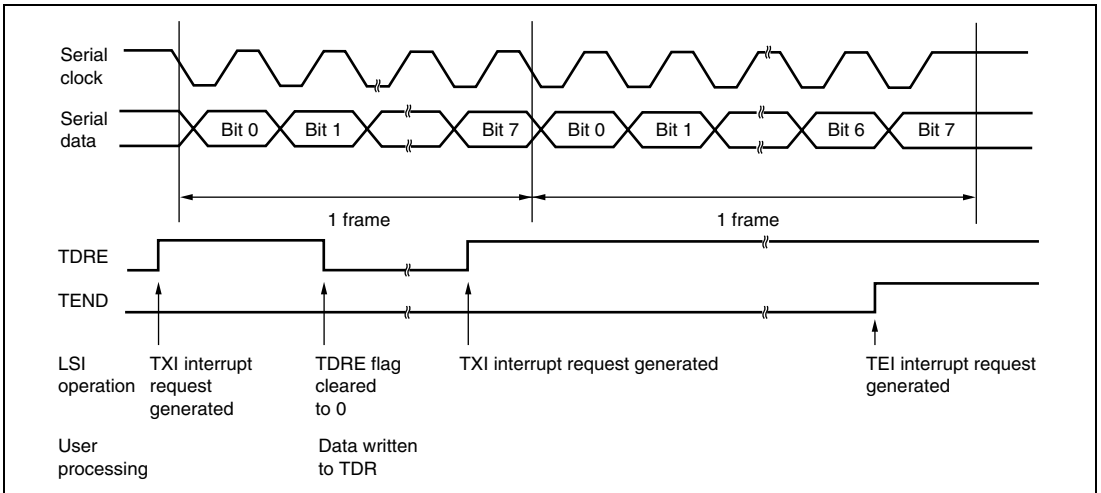 Serial
clock
Serial
data
Bit 0
Bit 1
Bit 7
Bit 0
Bit 1
Bit 6
Bit 7
1 frame
1 frame
TDRE
TEND
LSI
operation
TXI interrupt
request
generated
TDRE flag
cleared
to 0
TXI interrupt request generated
TEI interrupt request
generated
User
processing
Data written
to TDR